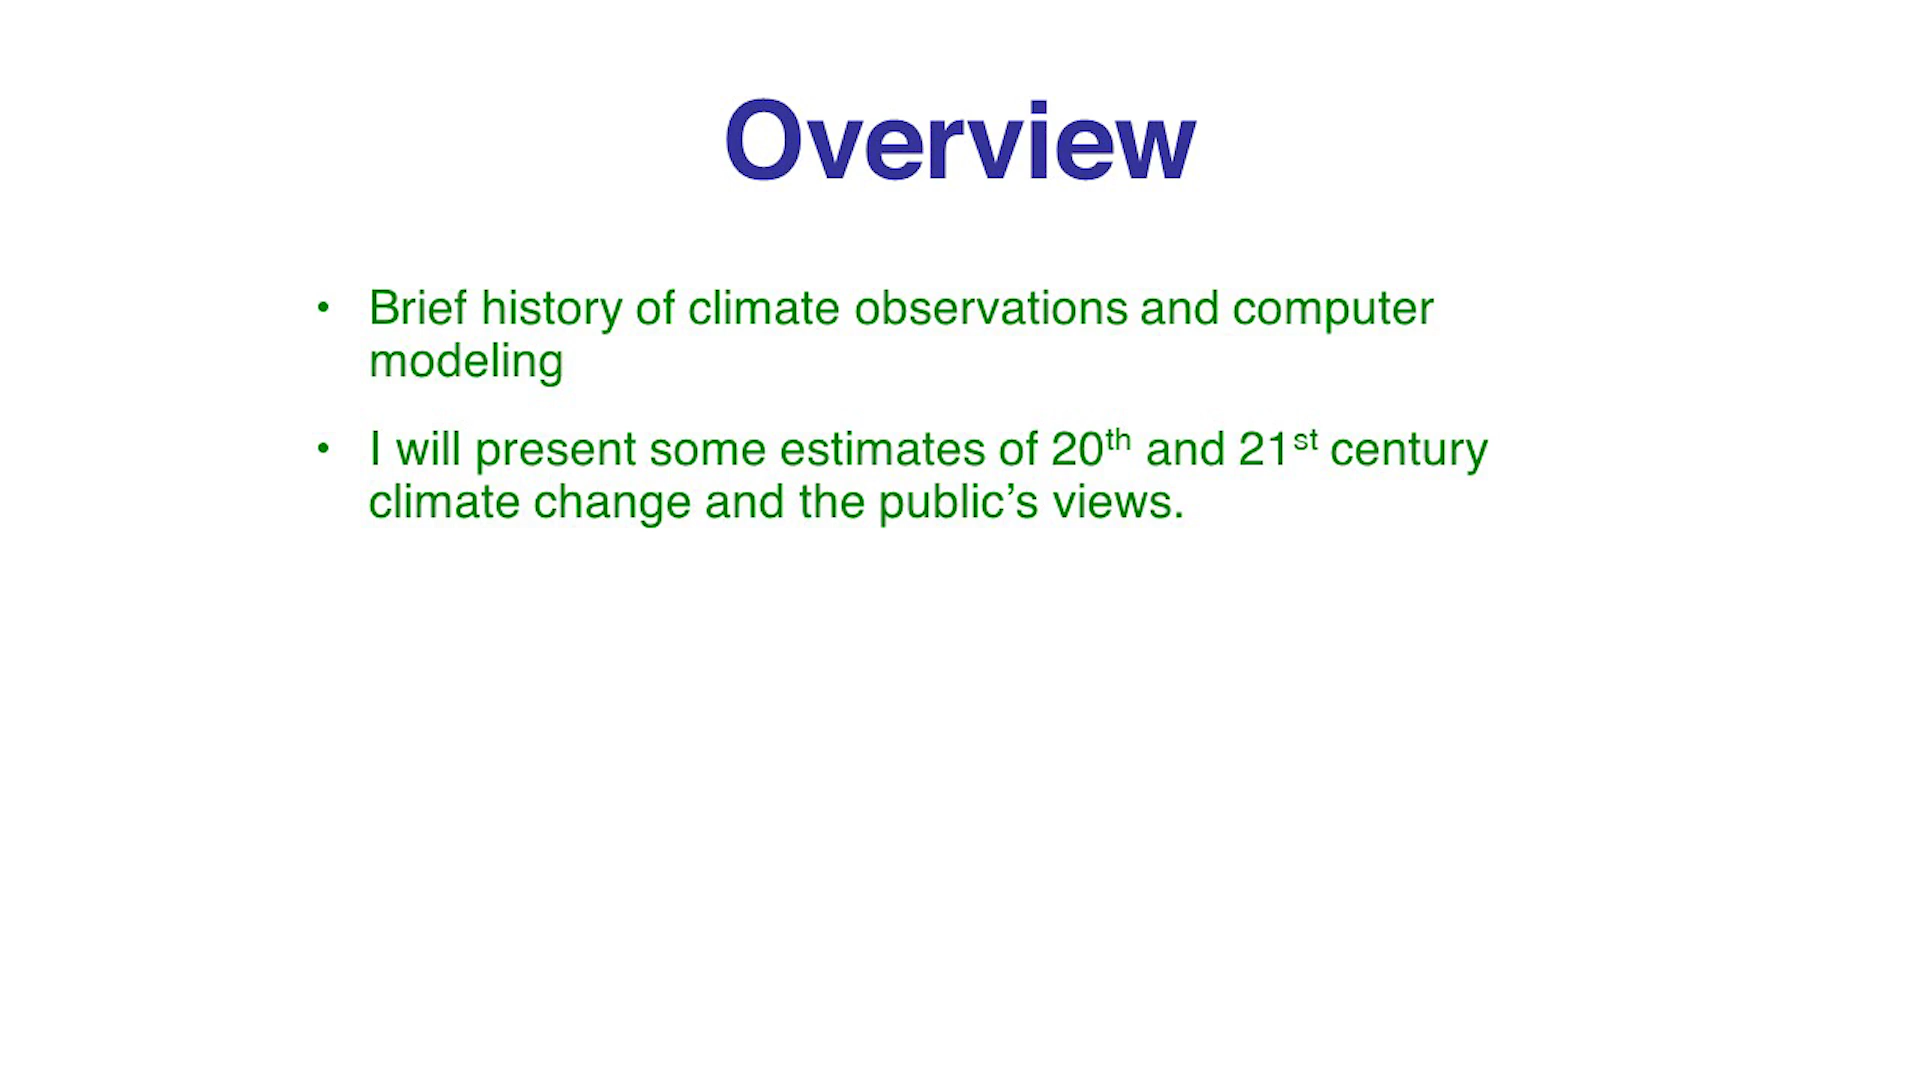 Overview
• Brief history of climate observations and computer
modeling
• I will present some estimates of 20th and 21st century
climate change and the public’s views.